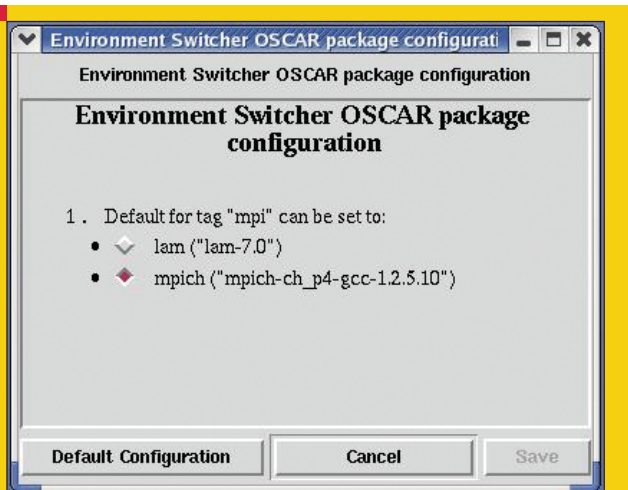 Environment Switcher OSCAR package configurati
Environment Switcher OSCAR package configuration
Environment Switcher OSCAR package
configuration
1. Default for tag "mpi" can be set to:
• lam ("lam-7.0")
• mpich ("mpich-ch_p4-gcc-1.2.5.10")
Default Configuration Cancel Save